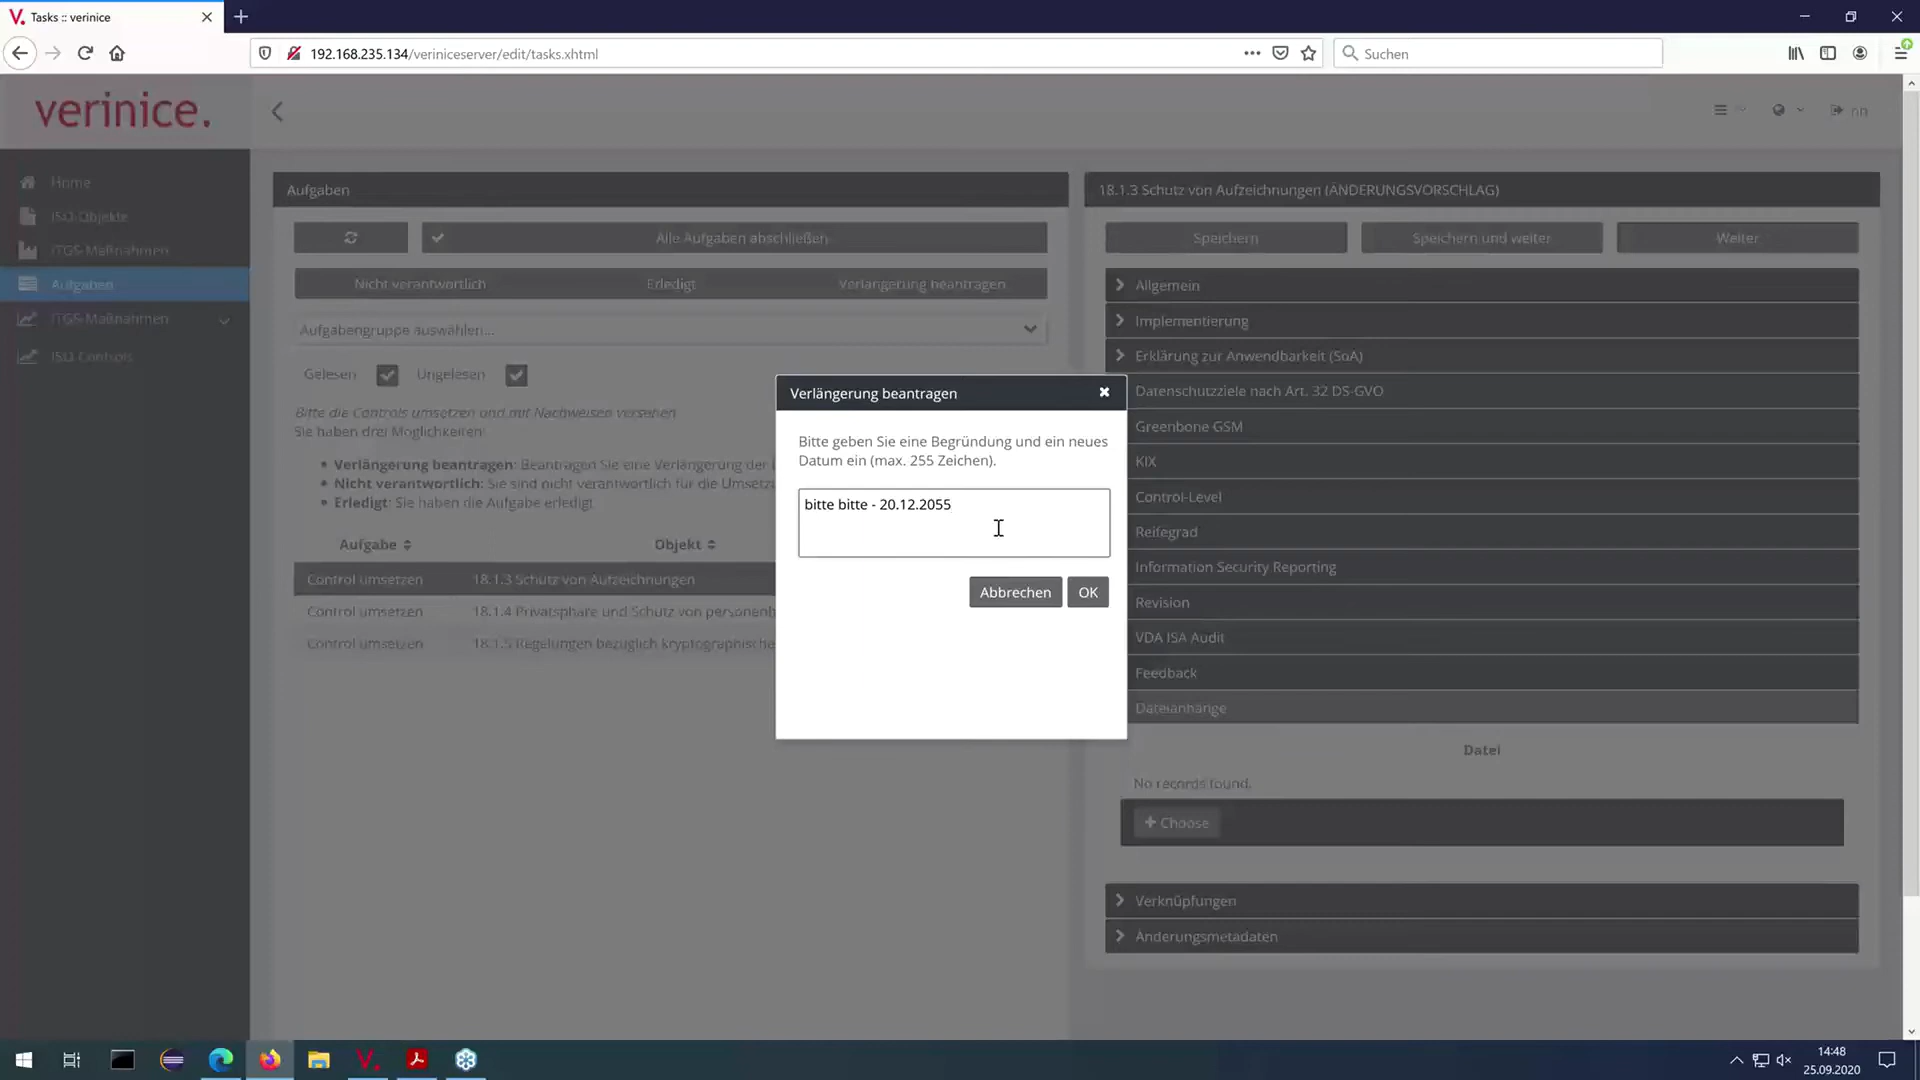 Tasks :: verinice
192.168.235.134/veriniceserver/edit/tasks.xhtml
Suchen
verinice.
nn
Home
ISO-Objekte
ITGS-Maßnahmen
Aufgaben
ITGS-Maßnahmen
ISO Controls
Aufgaben
Alle Aufgaben abschließen
Nicht verantwortlich
Erledigt
Verlängerung beantragen
Aufgabengruppe auswählen...
Gelesen
Ungelesen
Bitte die Controls umsetzen und mit Nachweisen versehen
Sie haben drei Möglichkeiten:
• Verlängerung beantragen: Beantragen Sie eine Verlängerung der
• Nicht verantwortlich: Sie sind nicht verantwortlich für die Umsetz
• Erledigt: Sie haben die Aufgabe erledigt
Aufgabe
Objekt
Control umsetzen 18.1.3 Schutz von Aufzeichnungen
Control umsetzen 18.1.4 Privatsphäre und Schutz von personenb
Control umsetzen 18.1.5 Regelungen bezüglich kryptographische
Verlängerung beantragen
Bitte geben Sie eine Begründung und ein neues
Datum ein (max. 255 Zeichen).
bitte bitte - 20.12.2055
Abbrechen
OK
18.1.3 Schutz von Aufzeichnungen (ÄNDERUNGSVORSCHLAG)
Speichern
Speichern und weiter
Weiter
Allgemein
Implementierung
Erklärung zur Anwendbarkeit (SoA)
Datenschutzziele nach Art. 32 DS-GVO
Greenbone GSM
KIX
Control-Level
Reifegrad
Information Security Reporting
Revision
VDA ISA Audit
Feedback
Dateianhänge
Datei
No records found.
Choose
Verknüpfungen
Änderungsmetadaten
14:48
25.09.2020